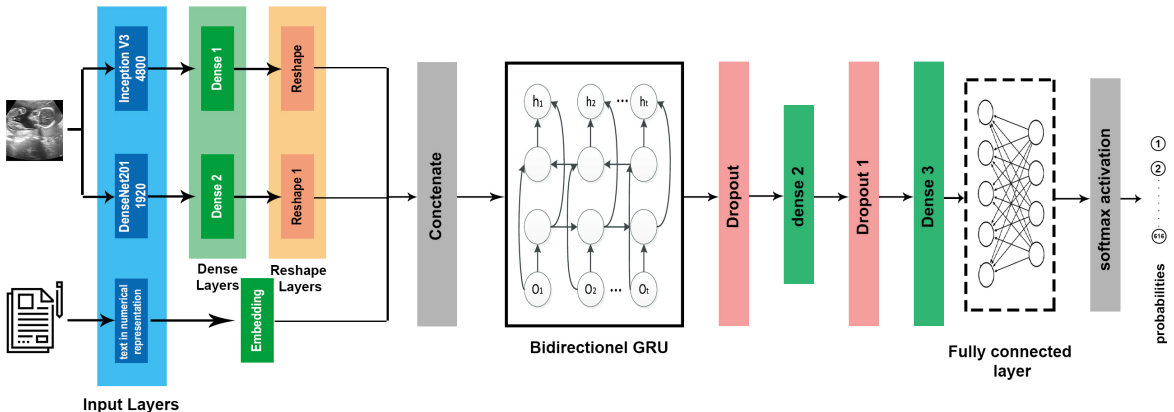 Inception V3
4800
Dense 1
Reshape
DenseNet201
1920
Dense 2
Reshape 1
Dense
Layers
Reshape
Layers
text in numerical
representation
Embedding
Input Layers
Conctenate
h1 h2 ... ht
O1 O2 ... Ot
Bidirectionel GRU
Dropout
dense 2
Dropout 1
Dense 3
Fully connected
layer
softmax activation
1
2
616
probabilities